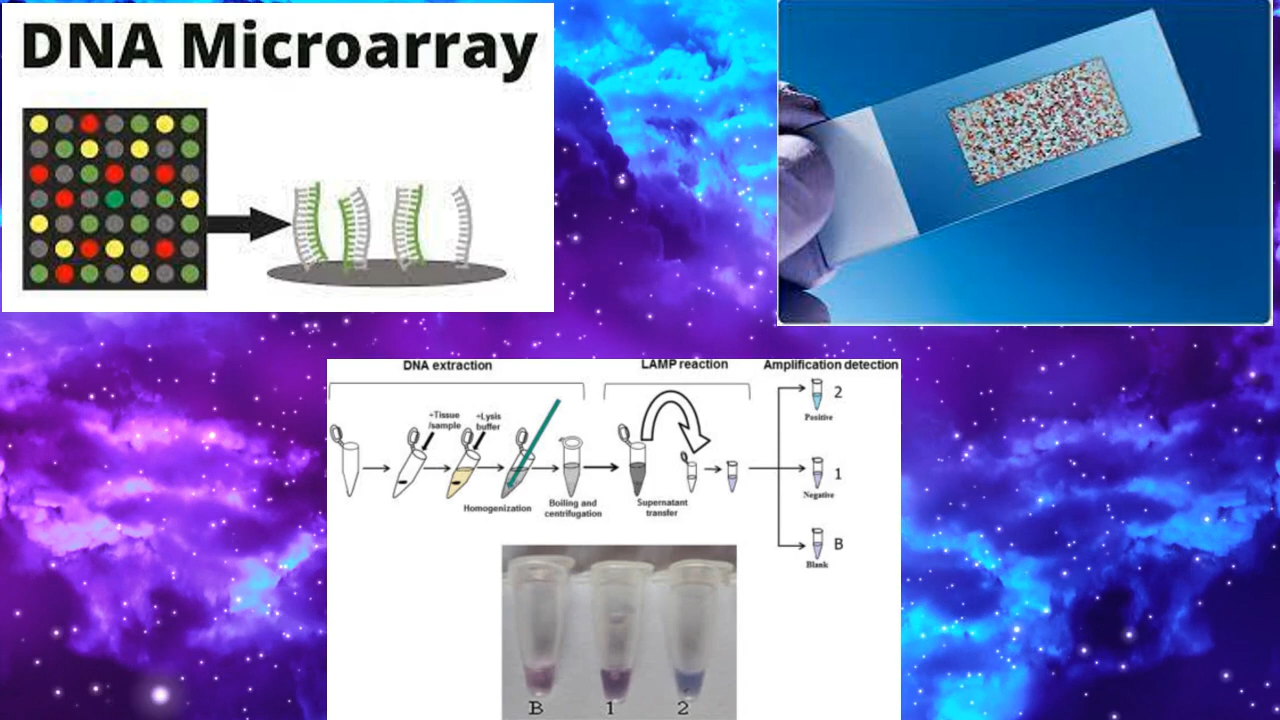 DNA Microarray
DNA extraction
LAMP reaction
Amplification detection
+Tissue
/sample
+Lysis
buffer
Homogenization
Boiling and
centrifugation
Supernatant
transfer
2
Positive
1
Negative
B
Blank
B 1 2